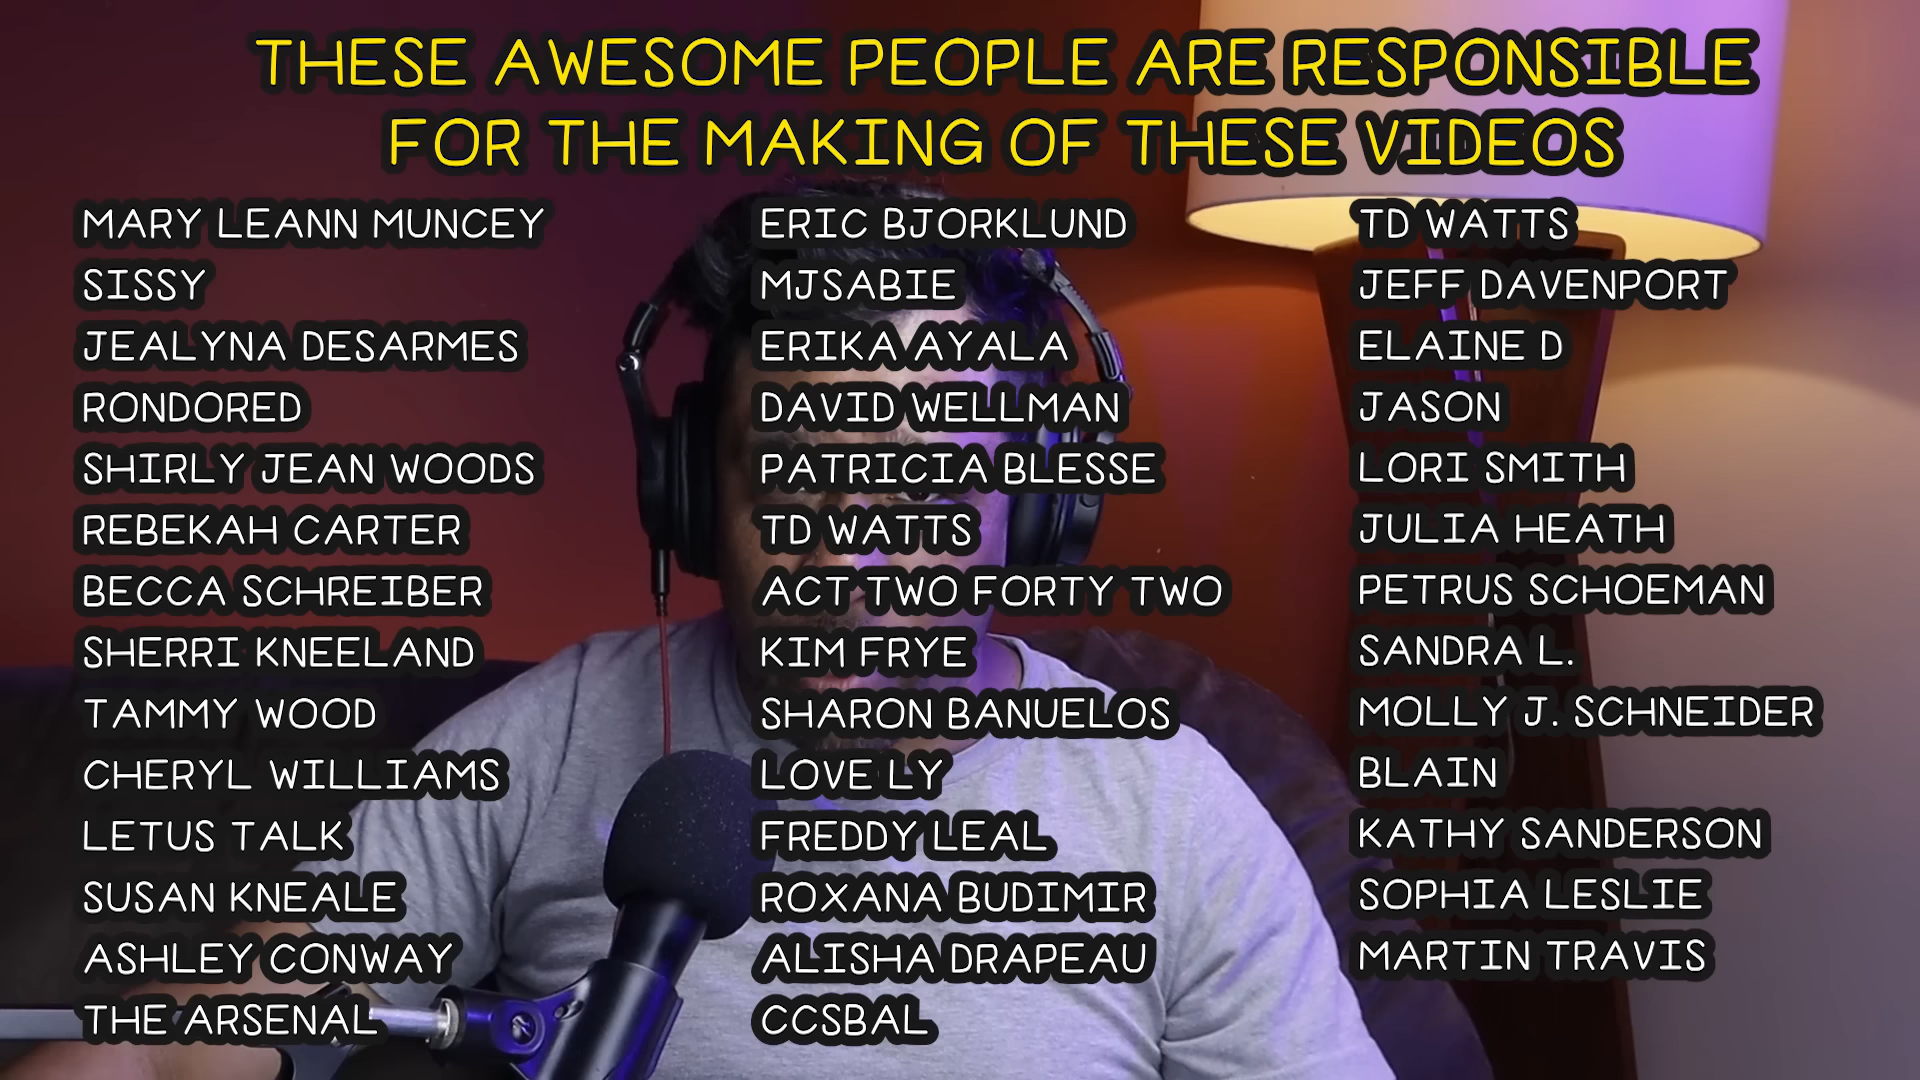 THESE AWESOME PEOPLE ARE RESPONSIBLE
FOR THE MAKING OF THESE VIDEOS
MARY LEANN MUNCEY
SISSY
JEALYNA DESARMES
RONDORED
SHIRLY JEAN WOODS
REBEKAH CARTER
BECCA SCHREIBER
SHERRI KNEELAND
TAMMY WOOD
CHERYL WILLIAMS
LETUS TALK
SUSAN KNEALE
ASHLEY CONWAY
THE ARSENAL
ERIC BJORKLUND
MJSABIE
ERIKA AYALA
DAVID WELLMAN
PATRICIA BLESSE
TD WATTS
ACT TWO FORTY TWO
KIM FRYE
SHARON BANUELOS
LOVE LY
FREDDY LEAL
ROXANA BUDIMIR
ALISHA DRAPEAU
CCSBAL
TD WATTS
JEFF DAVENPORT
ELAINE D
JASON
LORI SMITH
JULIA HEATH
PETRUS SCHOEMAN
SANDRA L.
MOLLY J. SCHNEIDER
BLAIN
KATHY SANDERSON
SOPHIA LESLIE
MARTIN TRAVIS